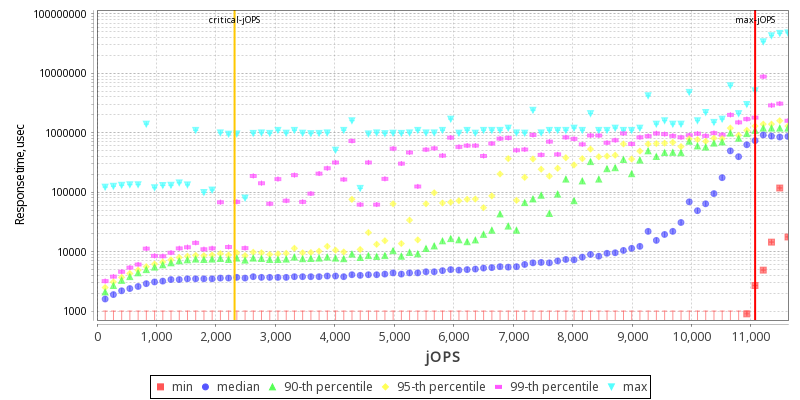 critical-jOPS max-jOPS
100000000
10000000
1000000
100000
10000
1000
Response time, usec
0 1,000 2,000 3,000 4,000 5,000 6,000 7,000 8,000 9,000 10,000 11,000
jOPS
min median 90-th percentile 95-th percentile 99-th percentile max